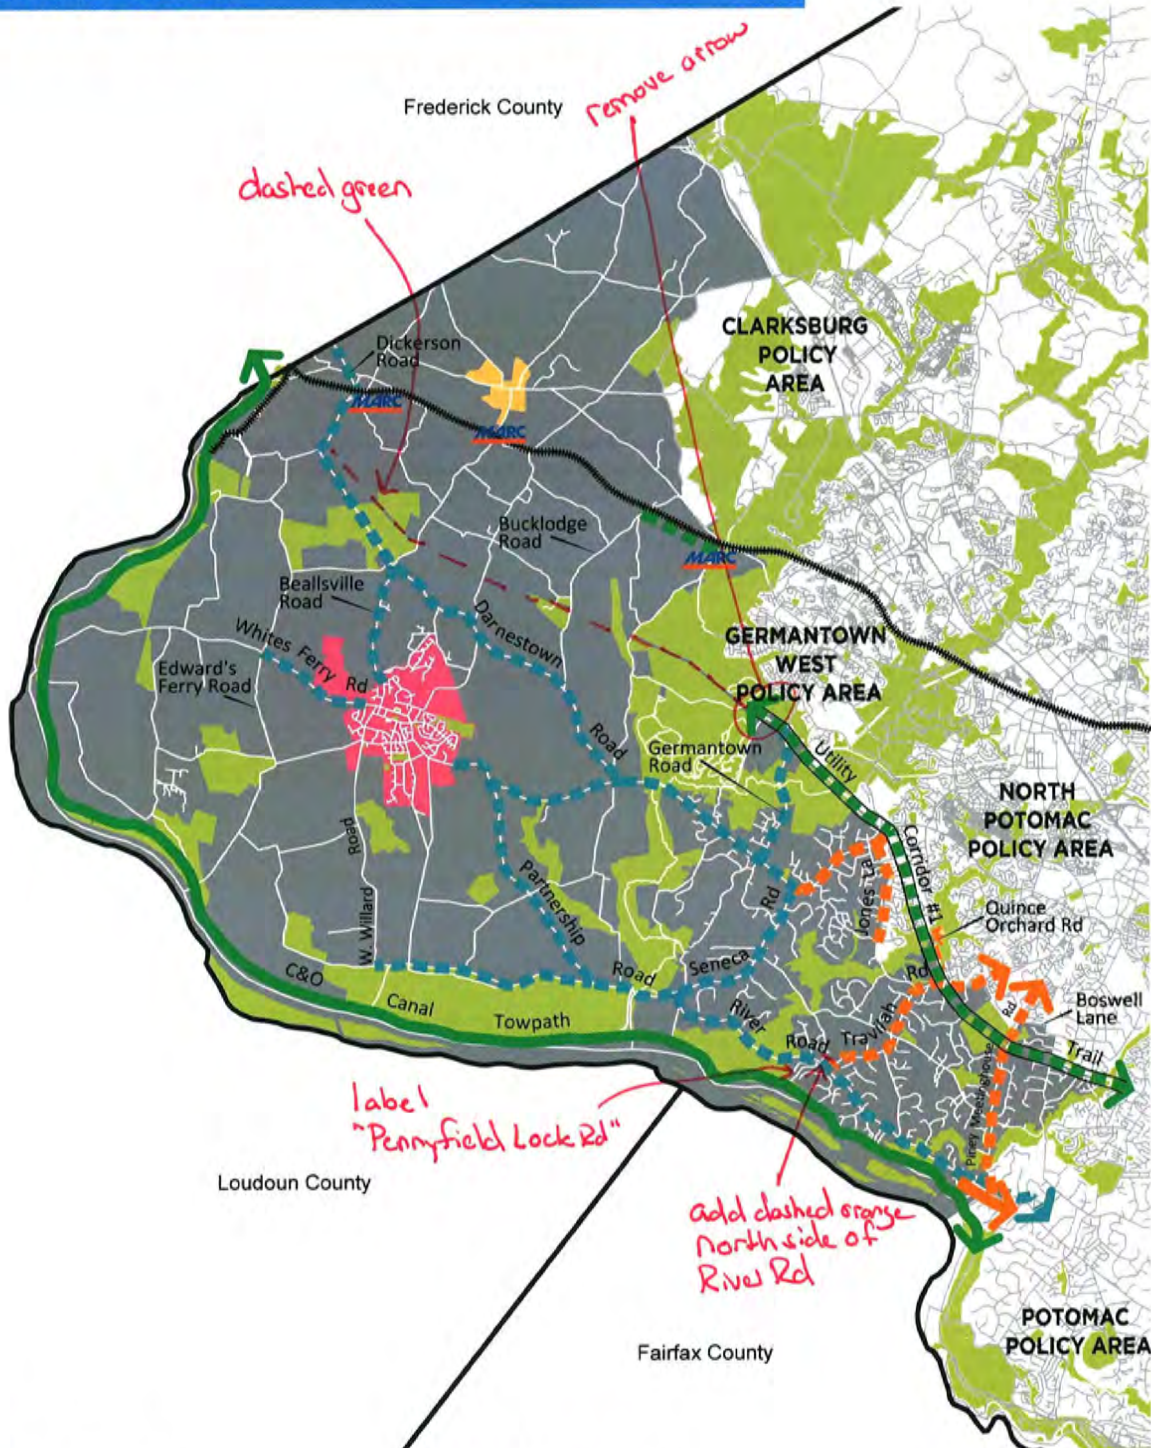 Frederick County
remove arrow
dashed green
Dickerson
Road
CLARKSBURG
POLICY
AREA
MARC
MARC
Bucklodge
Road
MARC
Beallsville
Road
Darnestown
Road
Whites Ferry Rd
Edward's
Ferry Road
GERMANTOWN
WEST
POLICY AREA
Germantown
Road
Utility
Corridor #1
Trail
NORTH
POTOMAC
POLICY AREA
Road
W. Willard
Partnership
Road
Jones La
Quince
Orchard Rd
Rd
Seneca
C&O
Canal
Towpath
River
Road
Travilah
Rd
Rd
Piney Meetinghouse
Boswell
Lane
label
"Pennyfield Lock Rd"
Loudoun County
add dashed orange
north side of
River Rd
Fairfax County
POTOMAC
POLICY AREA